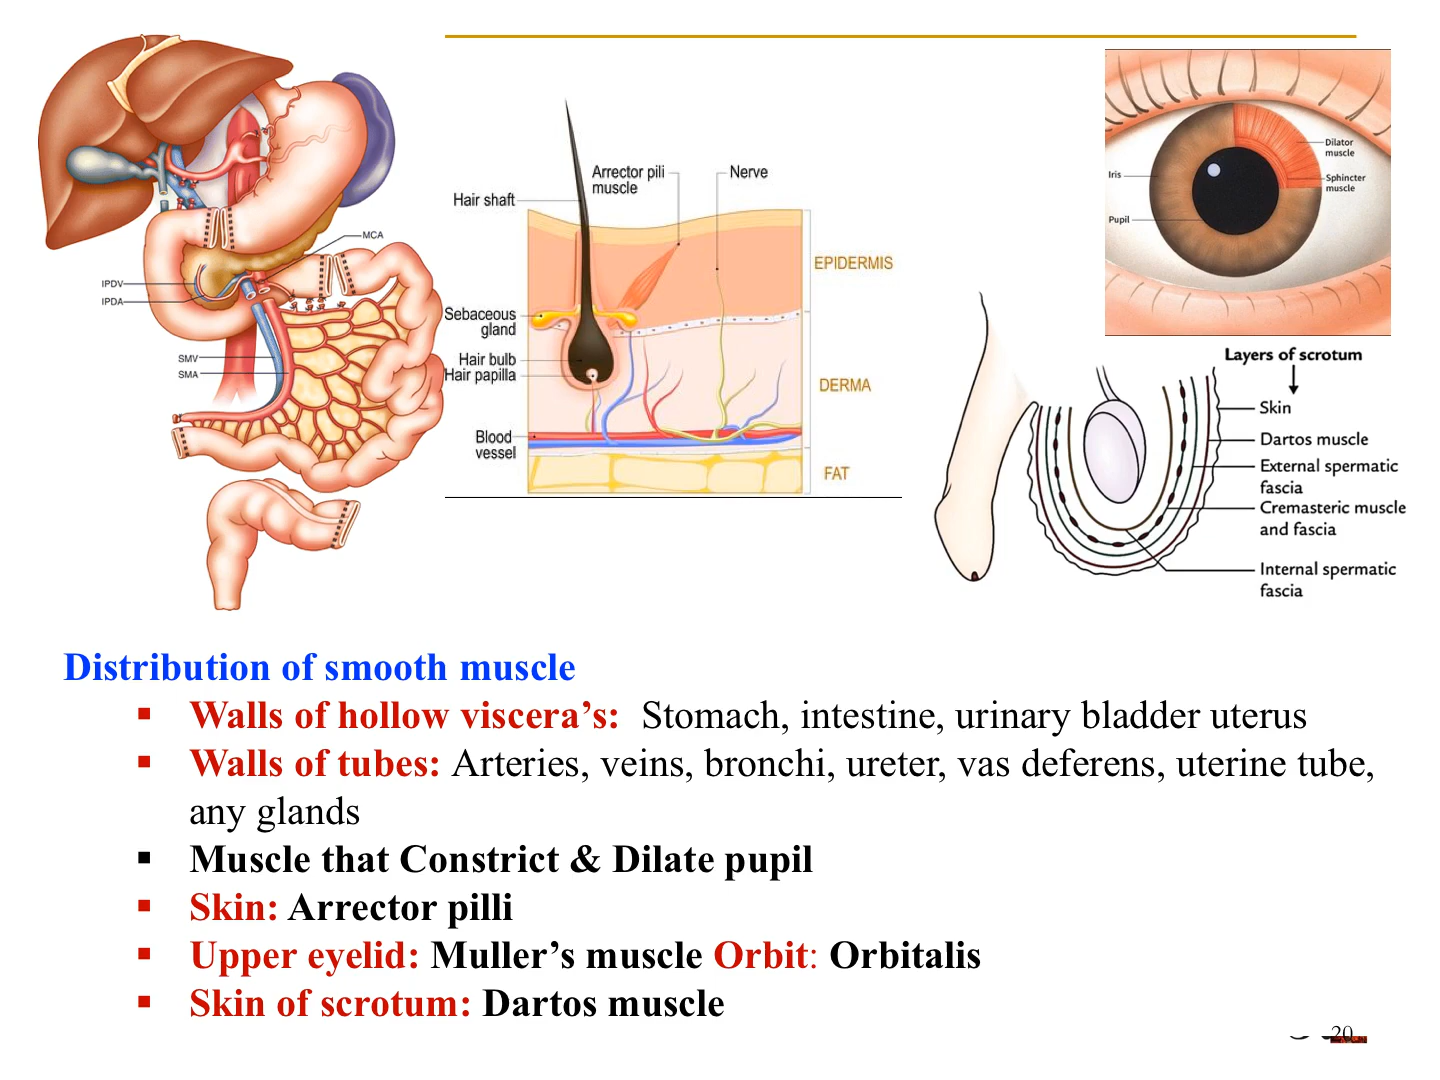 MCA
IPDV
IPDA
SMV
SMA
Arrector pili
muscle
Nerve
Hair shaft
EPIDERMIS
Sebaceous
gland
Hair bulb
Hair papilla
DERMA
Blood
vessel
FAT
Dilator
muscle
Iris
Sphincter
muscle
Pupil
Layers of scrotum
Skin
Dartos muscle
External spermatic
fascia
Cremasteric muscle
and fascia
Internal spermatic
fascia
Distribution of smooth muscle
▪ Walls of hollow viscera’s: Stomach, intestine, urinary bladder uterus
▪ Walls of tubes: Arteries, veins, bronchi, ureter, vas deferens, uterine tube,
any glands
▪ Muscle that Constrict & Dilate pupil
▪ Skin: Arrector pilli
▪ Upper eyelid: Muller’s muscle Orbit: Orbitalis
▪ Skin of scrotum: Dartos muscle
20